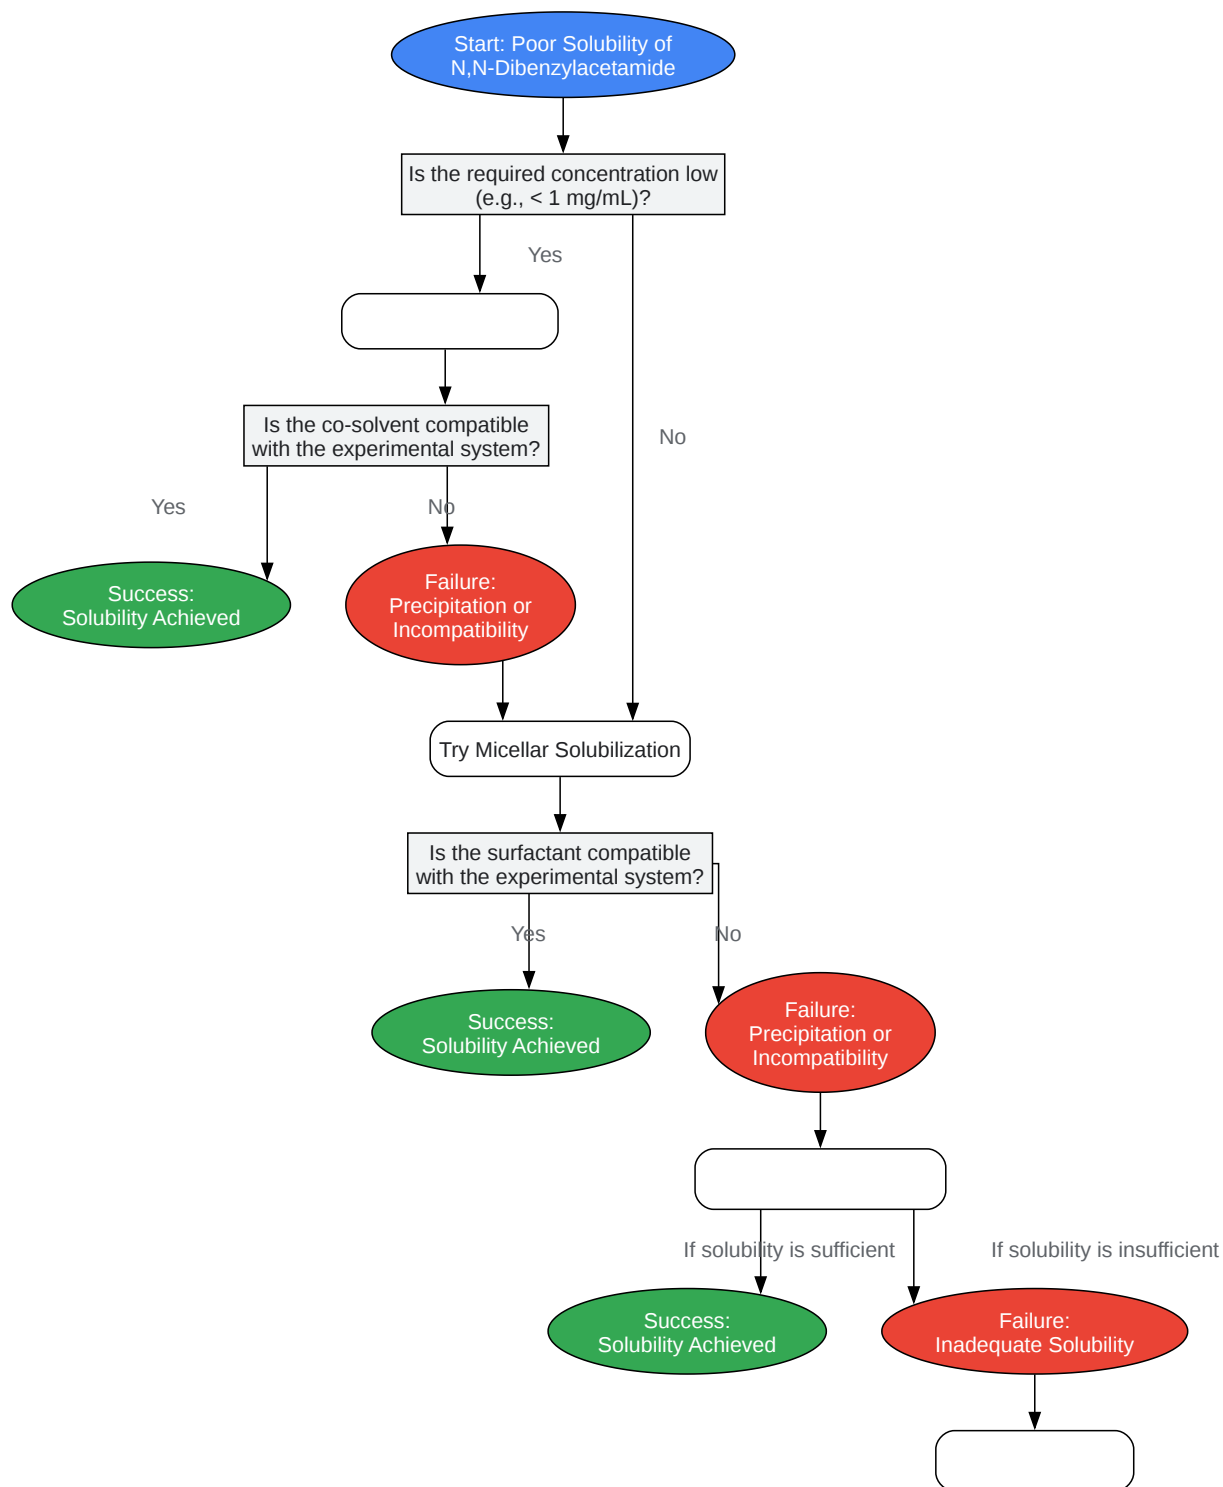 Start: Poor Solubility of
N,N-Dibenzylacetamide
Is the required concentration low
(e.g., < 1 mg/mL)?
Yes
No
Is the co-solvent compatible
with the experimental system?
Yes
No
Success:
Solubility Achieved
Failure:
Precipitation or
Incompatibility
Try Micellar Solubilization
Is the surfactant compatible
with the experimental system?
Yes
No
Success:
Solubility Achieved
Failure:
Precipitation or
Incompatibility
If solubility is sufficient
If solubility is insufficient
Success:
Solubility Achieved
Failure:
Inadequate Solubility